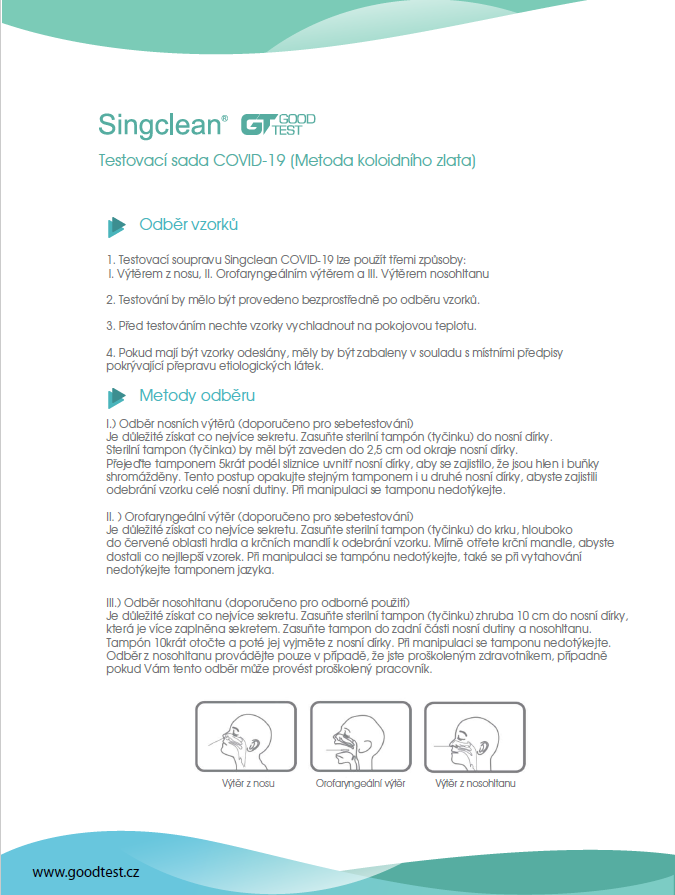 Singclean® GT GOOD TEST
Testovací sada COVID-19 (Metoda koloidního zlata)
Odběr vzorků
1. Testovací soupravu Singclean COVID-19 lze použít třemi způsoby:
I. Výtěrem z nosu, II. Orofaryngeálním výtěrem a III. Výtěrem nosohltanu
2. Testování by mělo být provedeno bezprostředně po odběru vzorků.
3. Před testováním nechte vzorky vychladnout na pokojovou teplotu.
4. Pokud mají být vzorky odeslány, měly by být zabaleny v souladu s místními předpisy
pokrývající přepravu etiologických látek.
Metody odběru
I.) Odběr nosních výtěrů (doporučeno pro sebetestování)
Je důležité získat co nejvíce sekretu. Zasuňte sterilní tampón (tyčinku) do nosní dírky.
Sterilní tampon (tyčinka) by měl být zaveden do 2,5 cm od okraje nosní dírky.
Přejeďte tamponem 5krát podél sliznice uvnitř nosní dírky, aby se zajistilo, že jsou hlen i buňky
shromážděny. Tento postup opakujte stejným tamponem i u druhé nosní dírky, abyste zajistili
odebrání vzorku celé nosní dutiny. Při manipulaci se tamponu nedotýkejte.
II. ) Orofaryngeální výtěr (doporučeno pro sebetestování)
Je důležité získat co nejvíce sekretu. Zasuňte sterilní tampon (tyčinku) do krku, hlouboko
do červené oblasti hrdla a krčních mandlí k odebrání vzorku. Mírně otřete krční mandle, abyste
dostali co nejlepší vzorek. Při manipulaci se tampónu nedotýkejte, také se při vytahování
nedotýkejte tamponem jazyka.
III.) Odběr nosohltanu (doporučeno pro odborné použití)
Je důležité získat co nejvíce sekretu. Zasuňte sterilní tampon (tyčinku) zhruba 10 cm do nosní dírky,
která je více zaplněna sekretem. Zasuňte tampon do zadní části nosní dutiny a nosohltanu.
Tampón 10krát otočte a poté jej vyjměte z nosní dírky. Při manipulaci se tamponu nedotýkejte.
Odběr z nosohltanu provádějte pouze v případě, že jste proškoleným zdravotníkem, případně
pokud Vám tento odběr může provést proškolený pracovník.
Výtěr z nosu Orofaryngeální výtěr Výtěr z nosohltanu
www.goodtest.cz